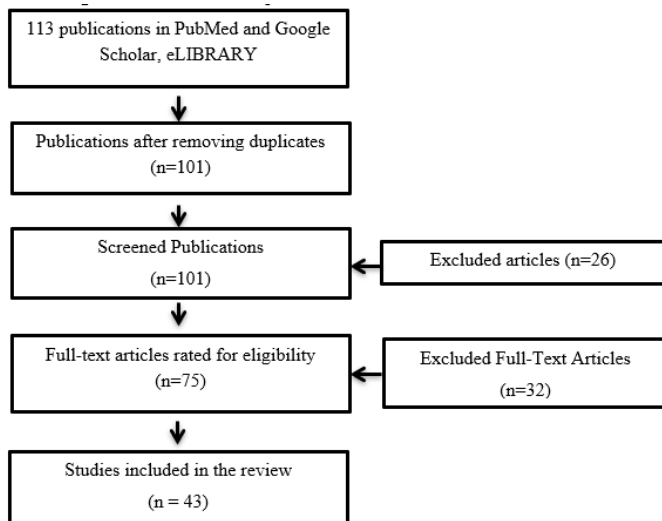 113 publications in PubMed and Google
Scholar, eLIBRARY
Publications after removing duplicates
(n=101)
Screened Publications
(n=101)
Excluded articles (n=26)
Full-text articles rated for eligibility
(n=75)
Excluded Full-Text Articles
(n=32)
Studies included in the review
(n = 43)